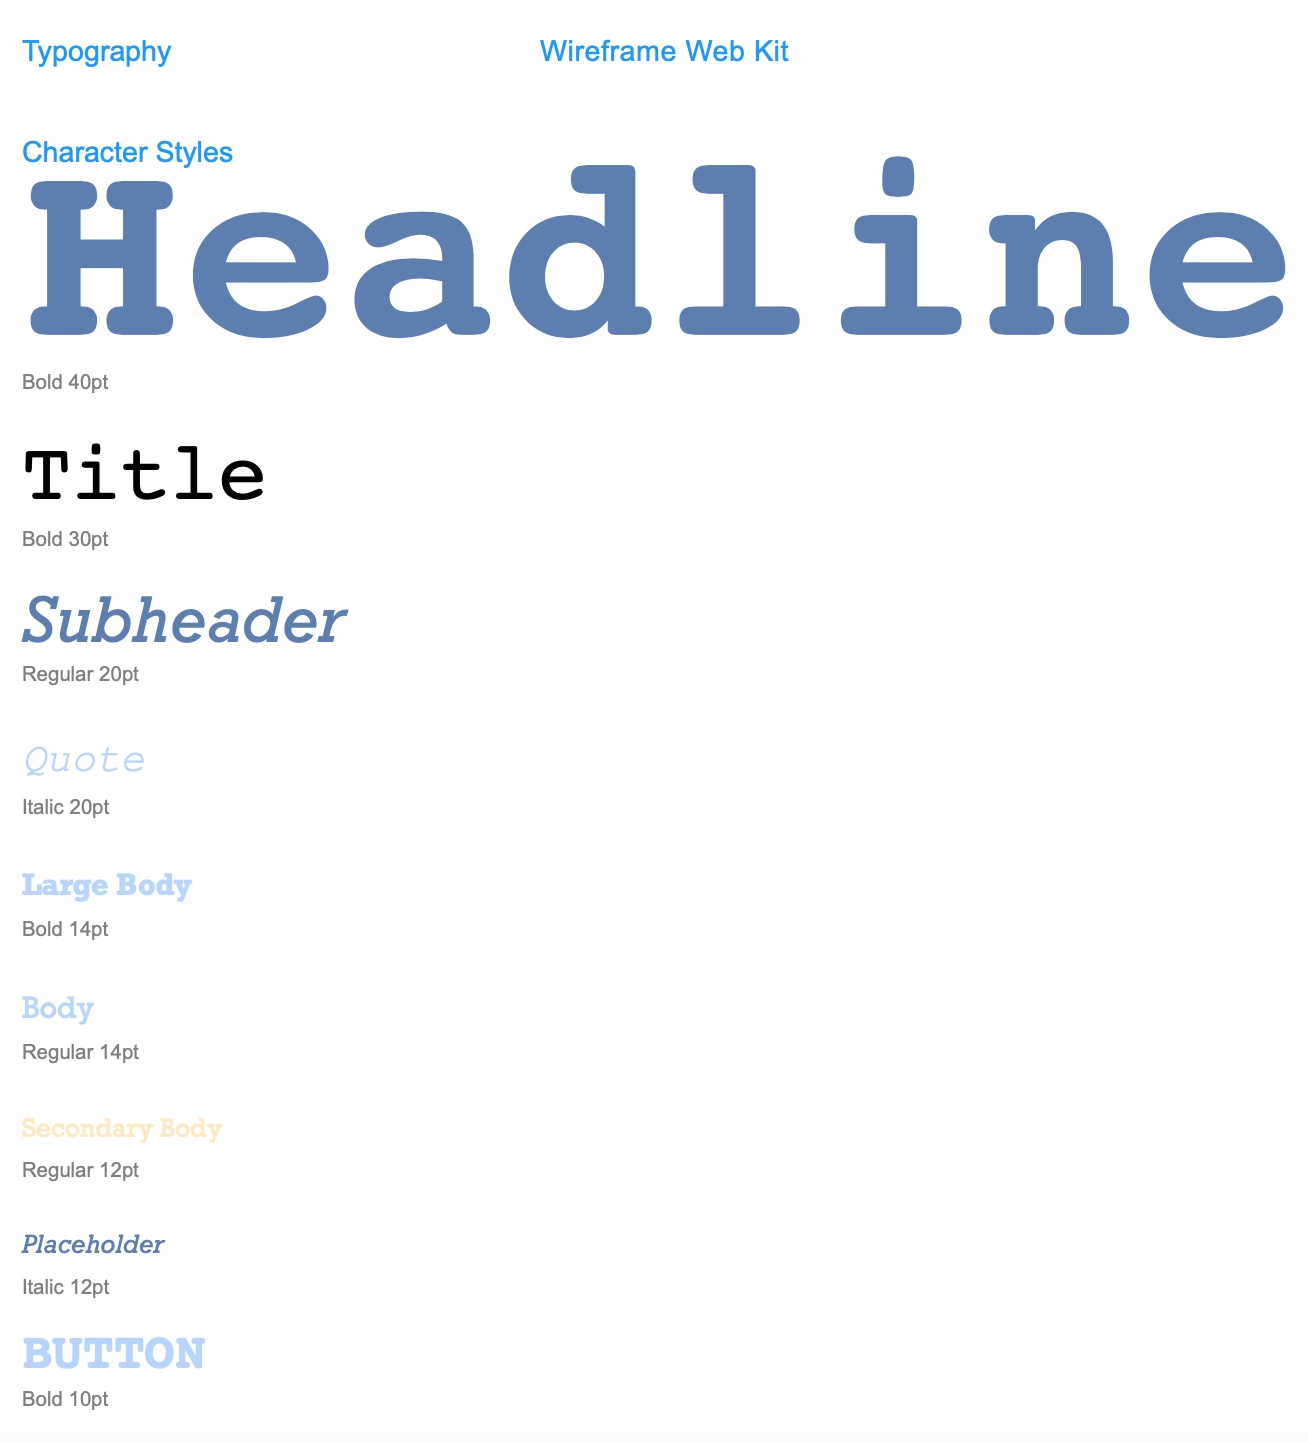 Typography
Wireframe Web Kit
Character Styles
Headline
Bold 40pt
Title
Bold 30pt
Subheader
Regular 20pt
Quote
Italic 20pt
Large Body
Bold 14pt
Body
Regular 14pt
Secondary Body
Regular 12pt
Placeholder
Italic 12pt
BUTTON
Bold 10pt